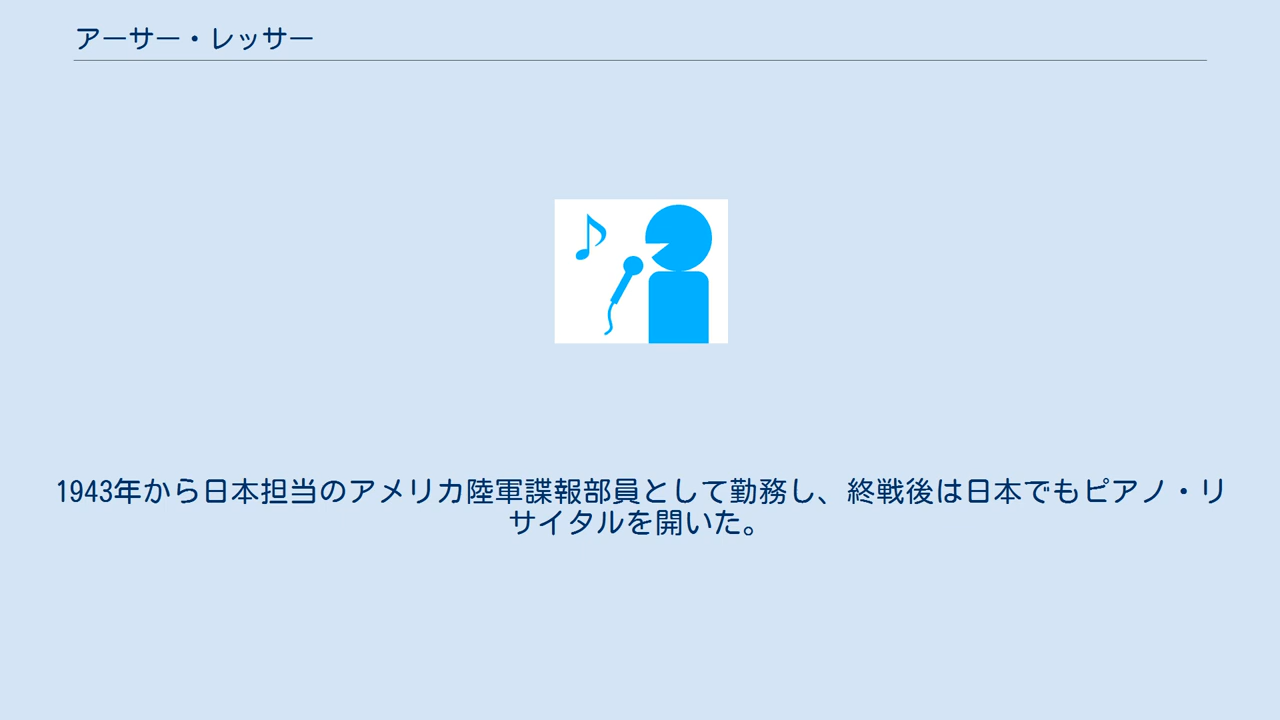 アーサー・レッサー
1943年から日本担当のアメリカ陸軍諜報部員として勤務し、終戦後は日本でもピアノ・リ
サイタルを開いた。